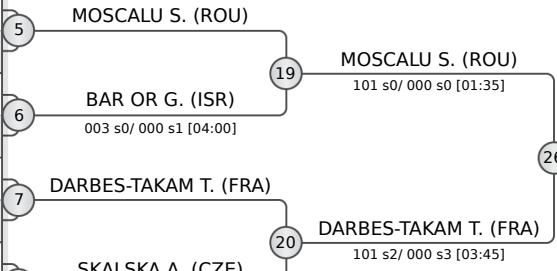 MOSCALU S. (ROU)
5
19
MOSCALU S. (ROU)
101 s0/ 000 s0 [01:35]
BAR OR G. (ISR)
6
003 s0/ 000 s1 [04:00]
26
DARBES-TAKAM T. (FRA)
7
20
DARBES-TAKAM T. (FRA)
101 s2/ 000 s3 [03:45]
SKALSKA A. (CZE)